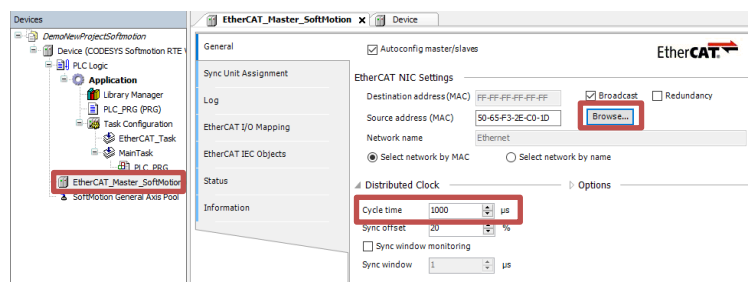 Devices
DemoNewProjectSoftmotion
Device (CODESYS Softmotion RTE V
PLC Logic
Application
Library Manager
PLC_PRG (PRG)
Task Configuration
EtherCAT_Task
MainTask
PLC_PRG
EtherCAT_Master_SoftMotion
SoftMotion General Axis Pool
EtherCAT_Master_SoftMotion
Device
General
Sync Unit Assignment
Log
EtherCAT I/O Mapping
EtherCAT IEC Objects
Status
Information
Autoconfig master/slaves
EtherCAT
EtherCAT NIC Settings
Destination address (MAC) FF-FF-FF-FF-FF-FF Broadcast Redundancy
Source address (MAC) 50-65-F3-2E-C0-1D Browse...
Network name Ethernet
Select network by MAC Select network by name
Distributed Clock Options
Cycle time 1000 µs
Sync offset 20 %
Sync window monitoring
Sync window 1 µs